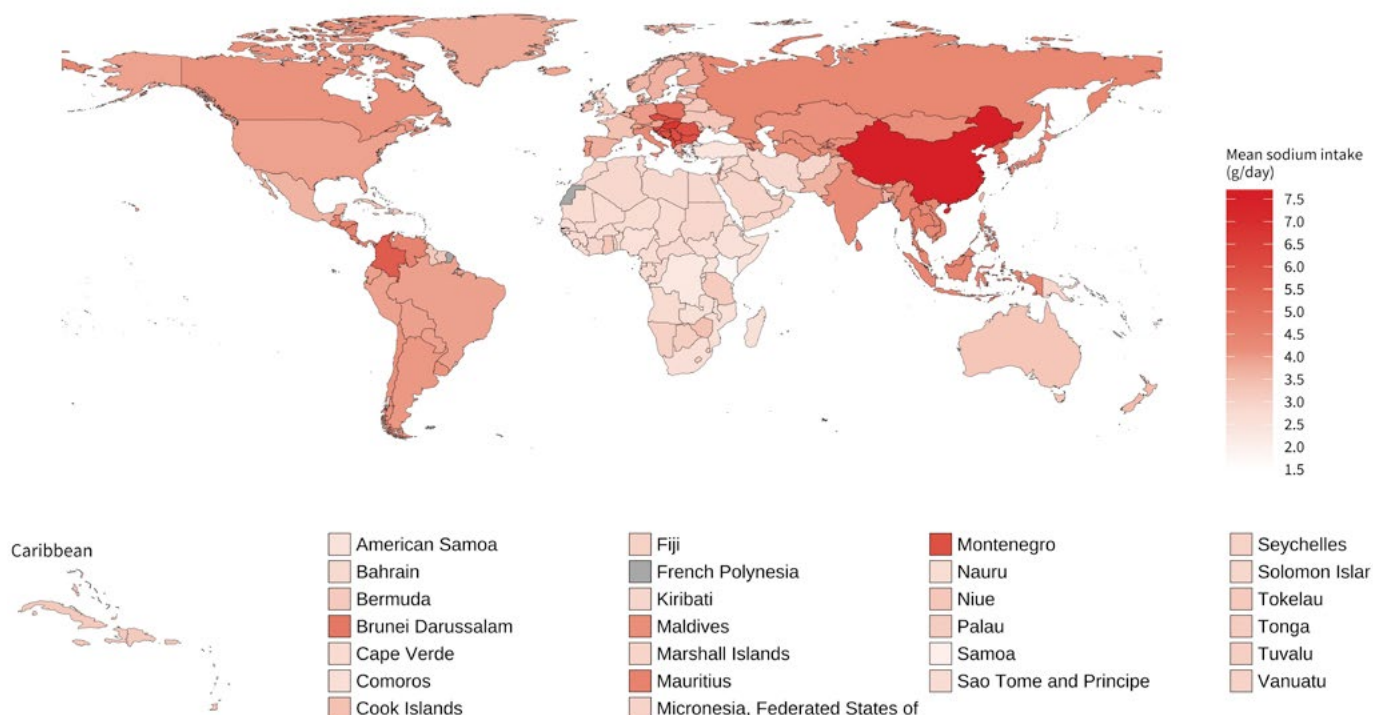 Mean sodium intake
(g/day)
7.5
7.0
6.5
6.0
5.5
5.0
4.5
4.0
3.5
3.0
2.5
2.0
1.5
Caribbean
American Samoa
Bahrain
Bermuda
Brunei Darussalam
Cape Verde
Comoros
Cook Islands
Fiji
French Polynesia
Kiribati
Maldives
Marshall Islands
Mauritius
Micronesia, Federated States of
Montenegro
Nauru
Niue
Palau
Samoa
Sao Tome and Principe
Seychelles
Solomon Islar
Tokelau
Tonga
Tuvalu
Vanuatu